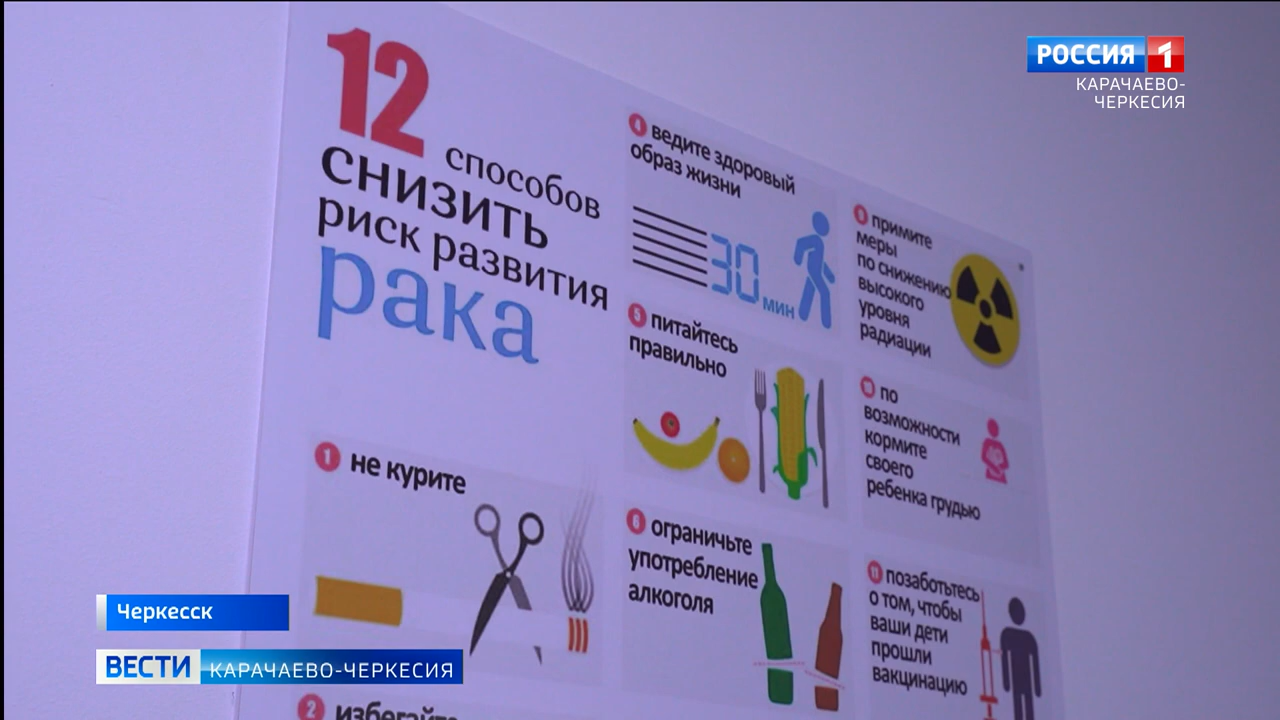 РОССИЯ 1
КАРАЧАЕВО-
ЧЕРКЕСИЯ
12
способов
снизить
риск развития
рака
1 не курите
2
4 ведите здоровый
образ жизни
30 мин
5 питайтесь
правильно
6 ограничьте
употребление
алкоголя
9 примите
меры
по снижению
высокого
уровня
радиации
10 по
возможности
кормите
своего
ребенка грудью
11 позаботьтесь
о том, чтобы
ваши дети
прошли
вакцинацию
Черкесск
ВЕСТИ КАРАЧАЕВО-ЧЕРКЕСИЯ